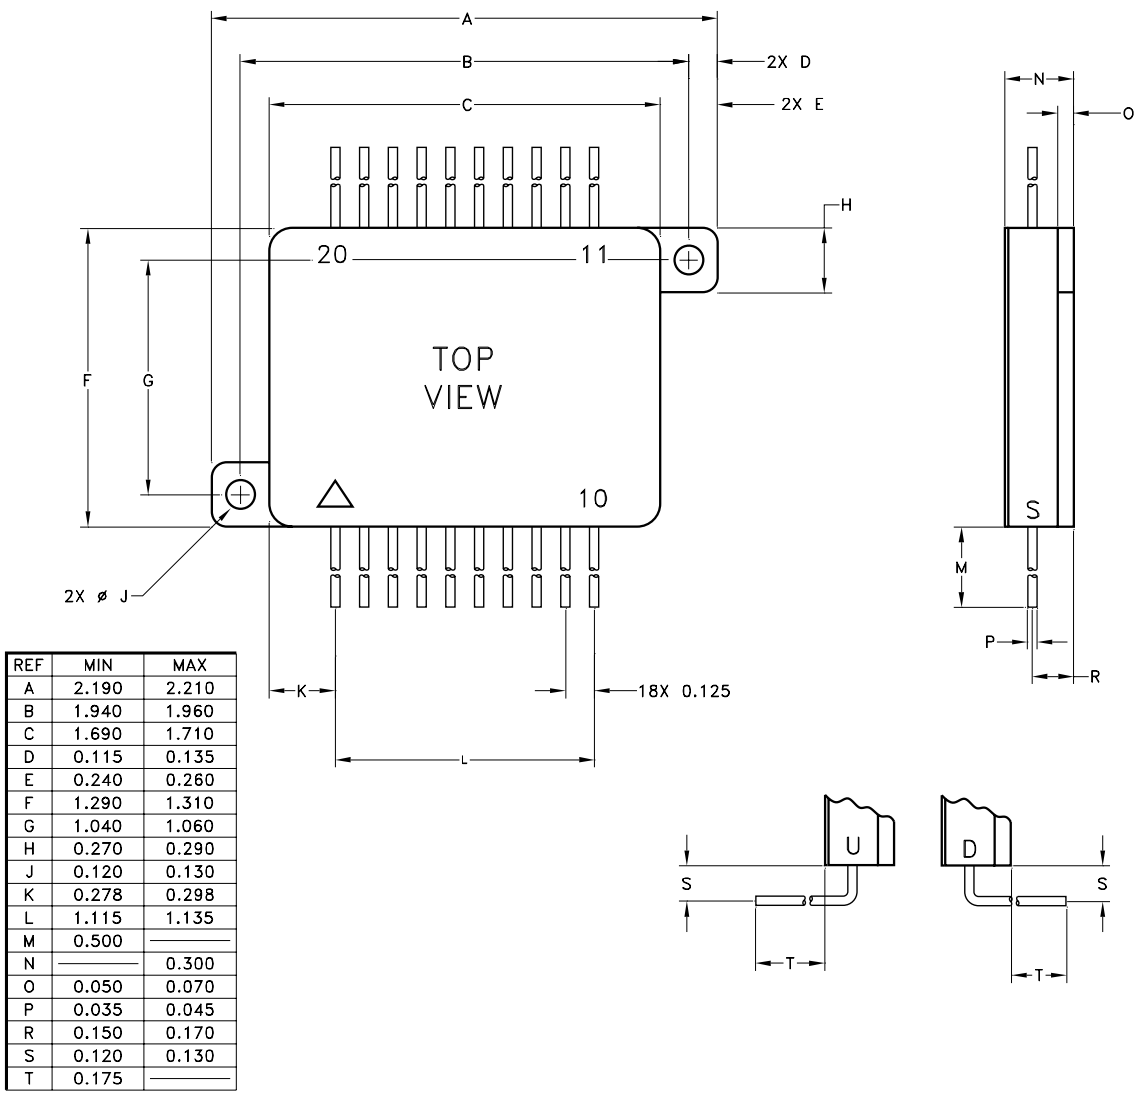 A
B
2X D
C
2X E
N
O
H
20
11
F
G
TOP
VIEW
10
S
M
2X ø J
P
R
K
18X 0.125
L
REF MIN MAX
A 2.190 2.210
B 1.940 1.960
C 1.690 1.710
D 0.115 0.135
E 0.240 0.260
F 1.290 1.310
G 1.040 1.060
H 0.270 0.290
J 0.120 0.130
K 0.278 0.298
L 1.115 1.135
M 0.500
N 0.300
O 0.050 0.070
P 0.035 0.045
R 0.150 0.170
S 0.120 0.130
T 0.175
U
D
S
S
T
T